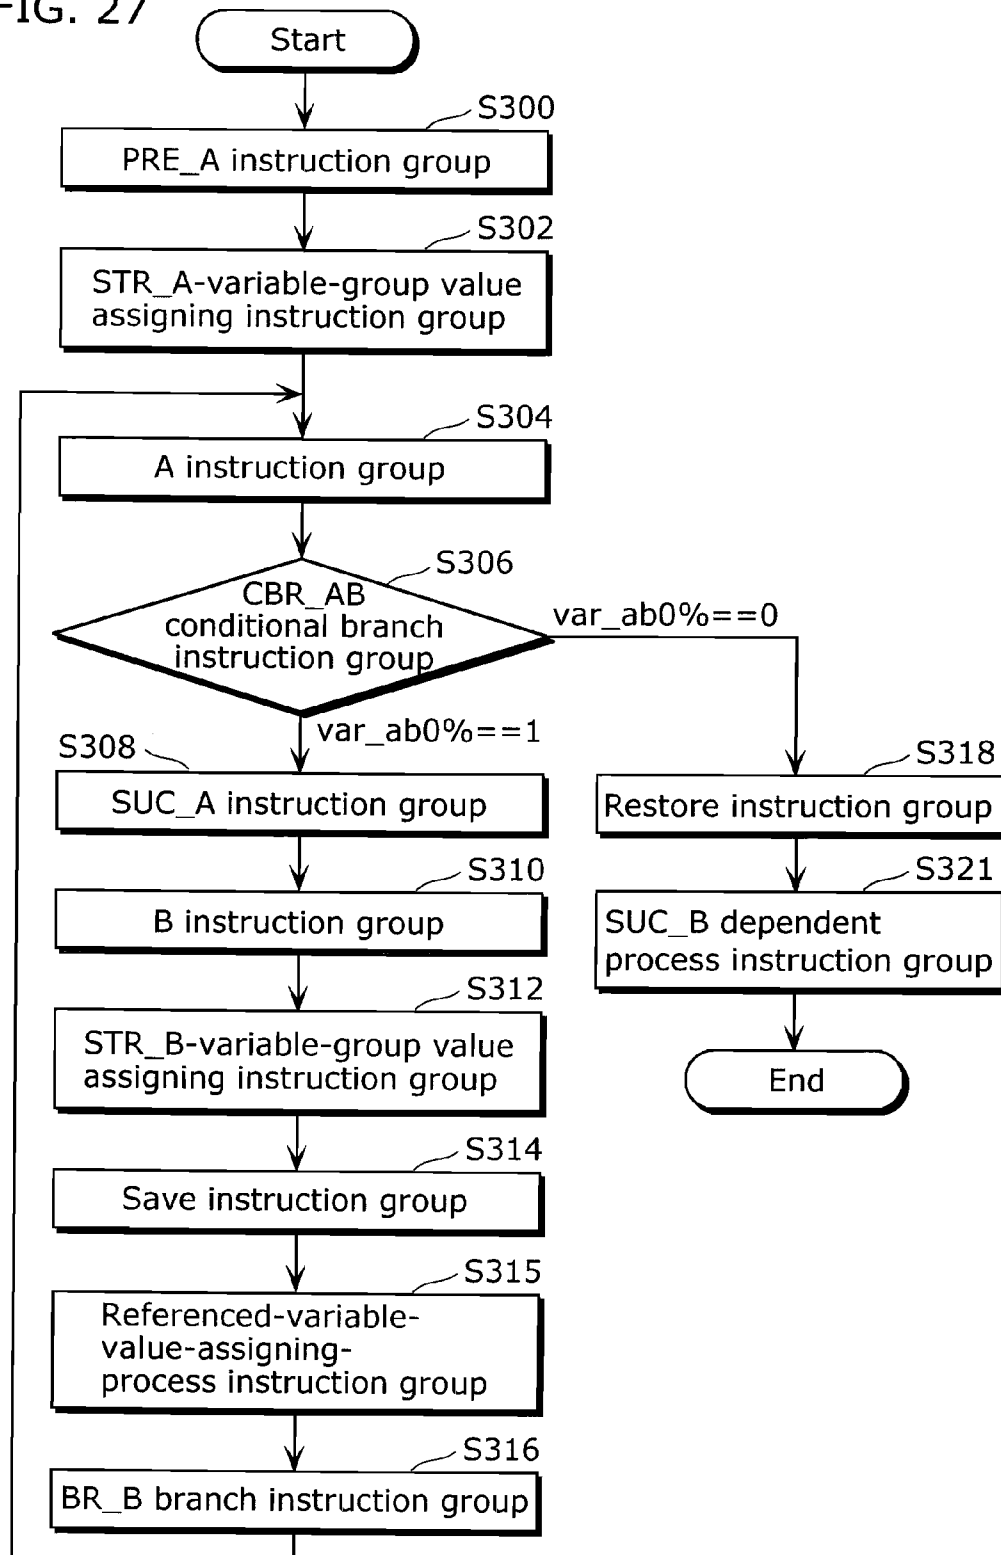 FIG. 27
Start
S300
PRE_A instruction group
S302
STR_A-variable-group value
assigning instruction group
S304
A instruction group
S306
CBR_AB
conditional branch
instruction group
var_ab0%==0
var_ab0%==1
S308
SUC_A instruction group
S310
B instruction group
S312
STR_B-variable-group value
assigning instruction group
S314
Save instruction group
S315
Referenced-variable-
value-assigning-
process instruction group
S316
BR_B branch instruction group
S318
Restore instruction group
S321
SUC_B dependent
process instruction group
End